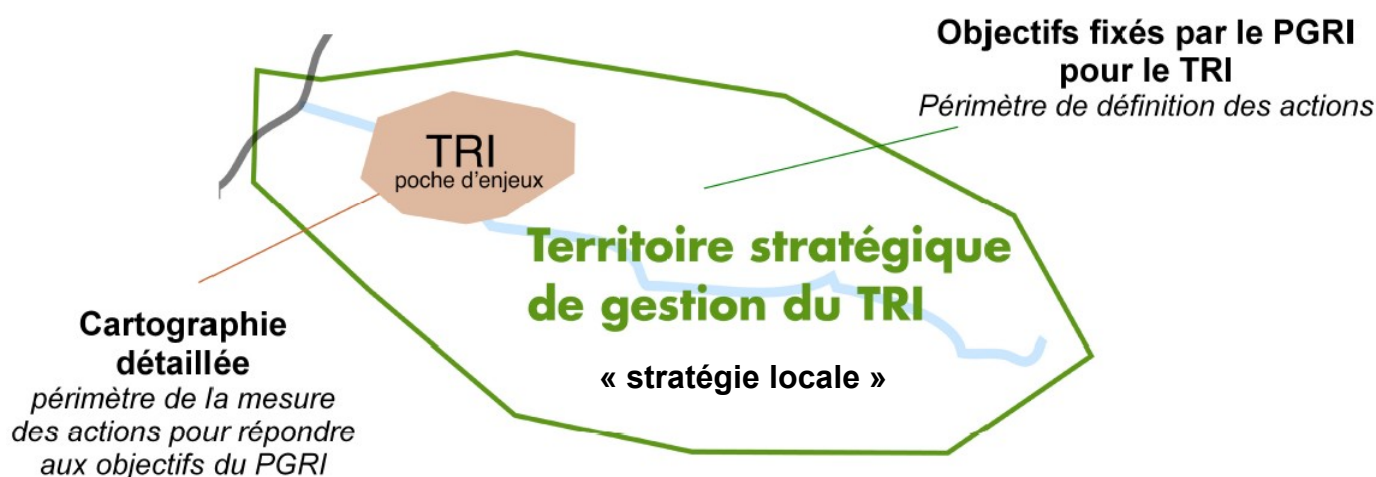 Objectifs fixés par le PGRI
pour le TRI
Périmètre de définition des actions
TRI
poche d'enjeux
Territoire stratégique
de gestion du TRI
« stratégie locale »
Cartographie
détaillée
périmètre de la mesure
des actions pour répondre
aux objectifs du PGRI